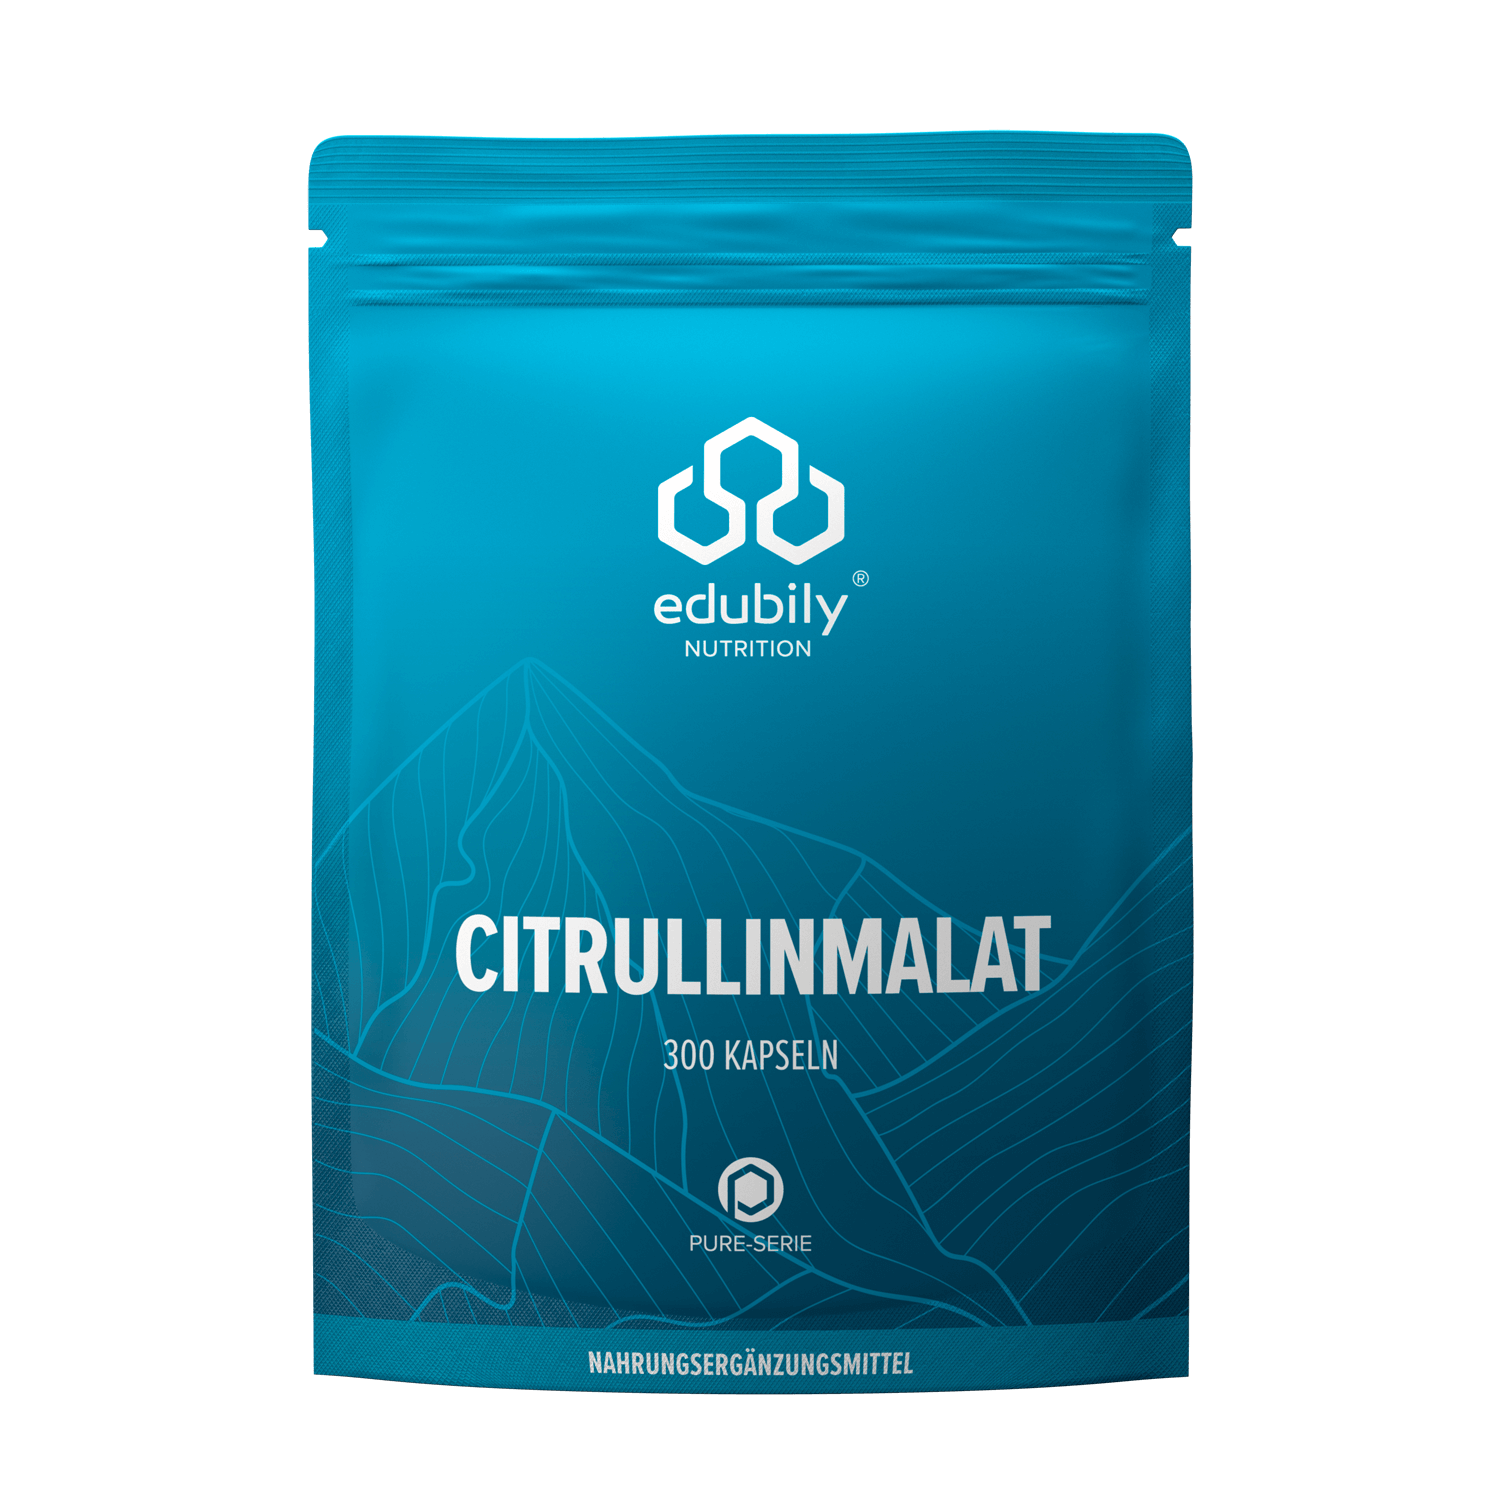 edubily®
NUTRITION
CITRULLINMALAT
300 KAPSELN
PURE-SERIE
NAHRUNGSERGÄNZUNGSMITTEL